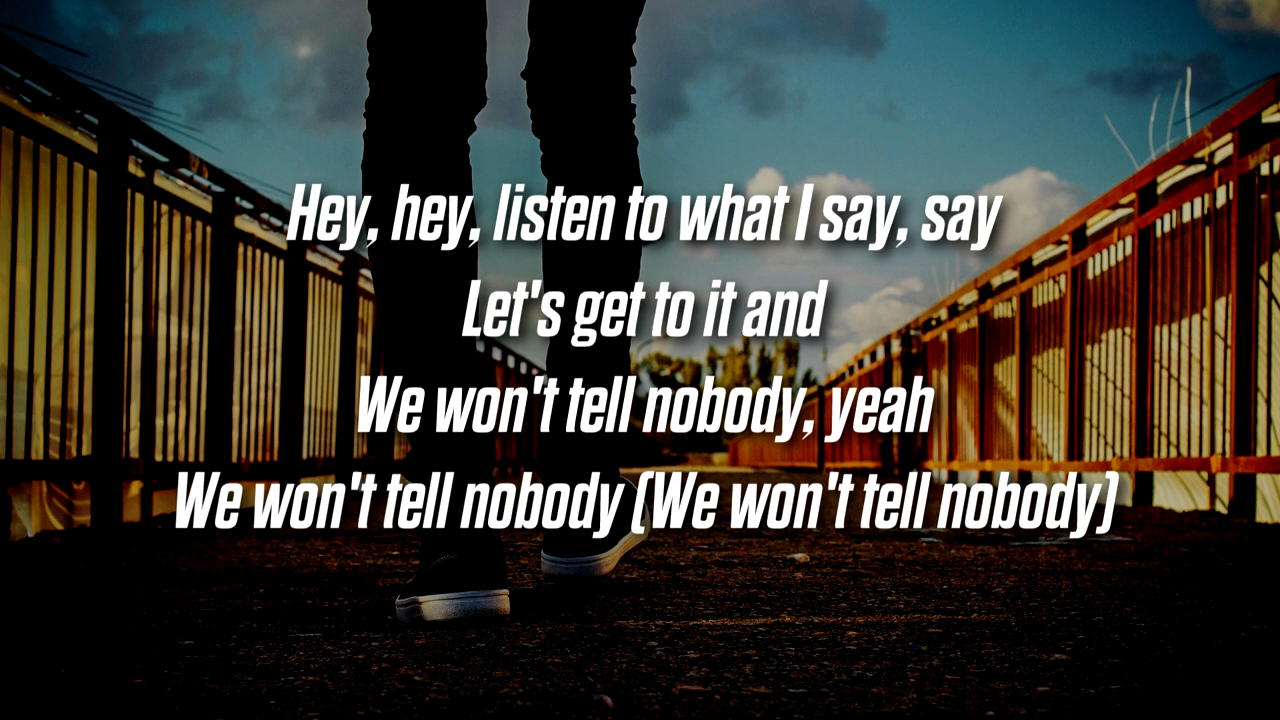 Hey, hey, listen to what I say, say
Let's get to it and
We won't tell nobody, yeah
We won't tell nobody (We won't tell nobody)